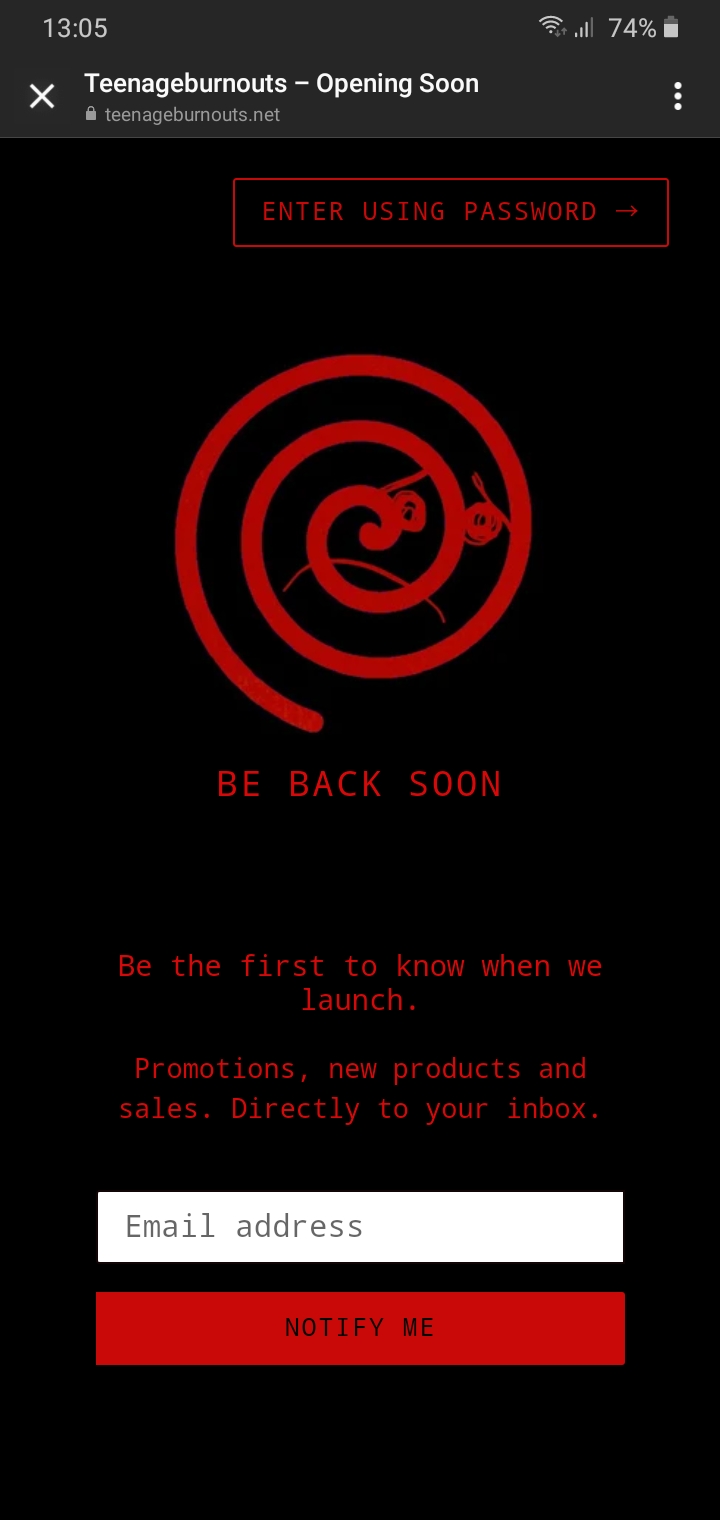 13:05
74%
Teenageburnouts – Opening Soon
teenageburnouts.net
ENTER USING PASSWORD →
BE BACK SOON
Be the first to know when we
launch.
Promotions, new products and
sales. Directly to your inbox.
Email address
NOTIFY ME